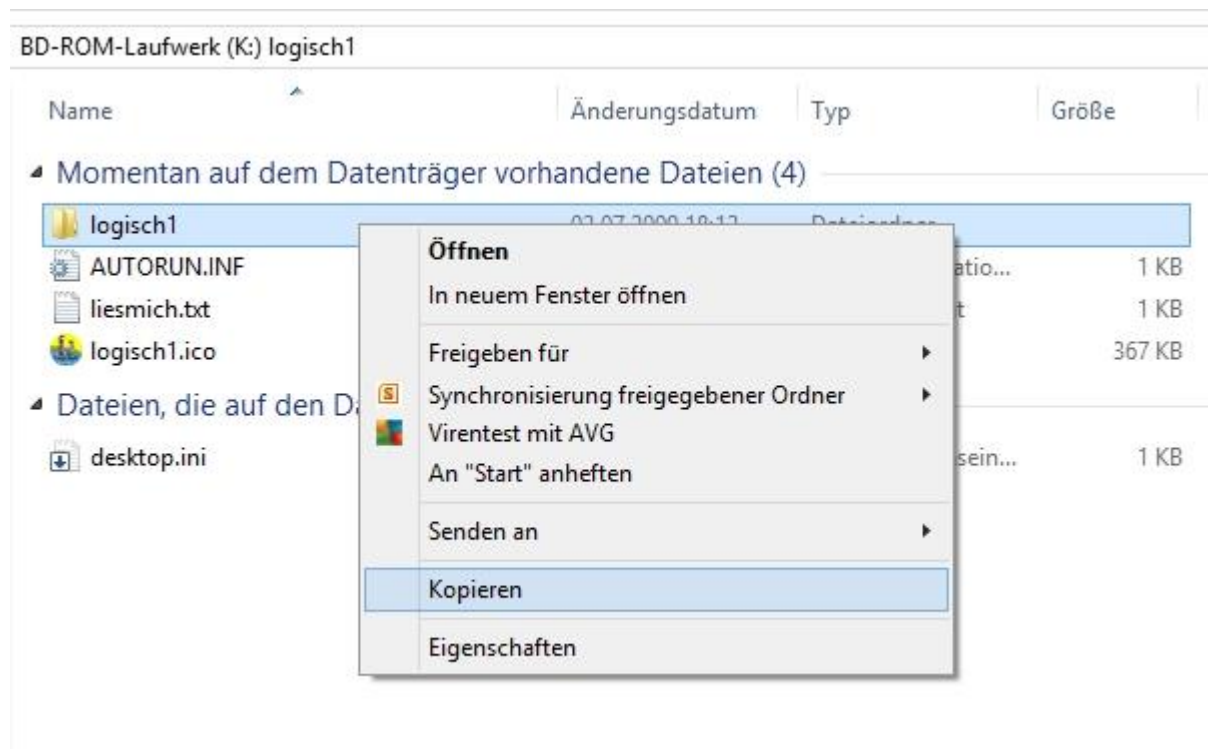 BD-ROM-Laufwerk (K:) logisch1
Name Änderungsdatum Typ Größe
Momentan auf dem Datenträger vorhandene Dateien (4)
logisch1
Öffnen
AUTORUN.INF atio... 1 KB
In neuem Fenster öffnen
liesmich.txt t 1 KB
logisch1.ico 367 KB
Freigeben für
Dateien, die auf den
Synchronisierung freigegebener Ordner
Virentest mit AVG
desktop.ini sein... 1 KB
An "Start" anheften
Senden an
Kopieren
Eigenschaften